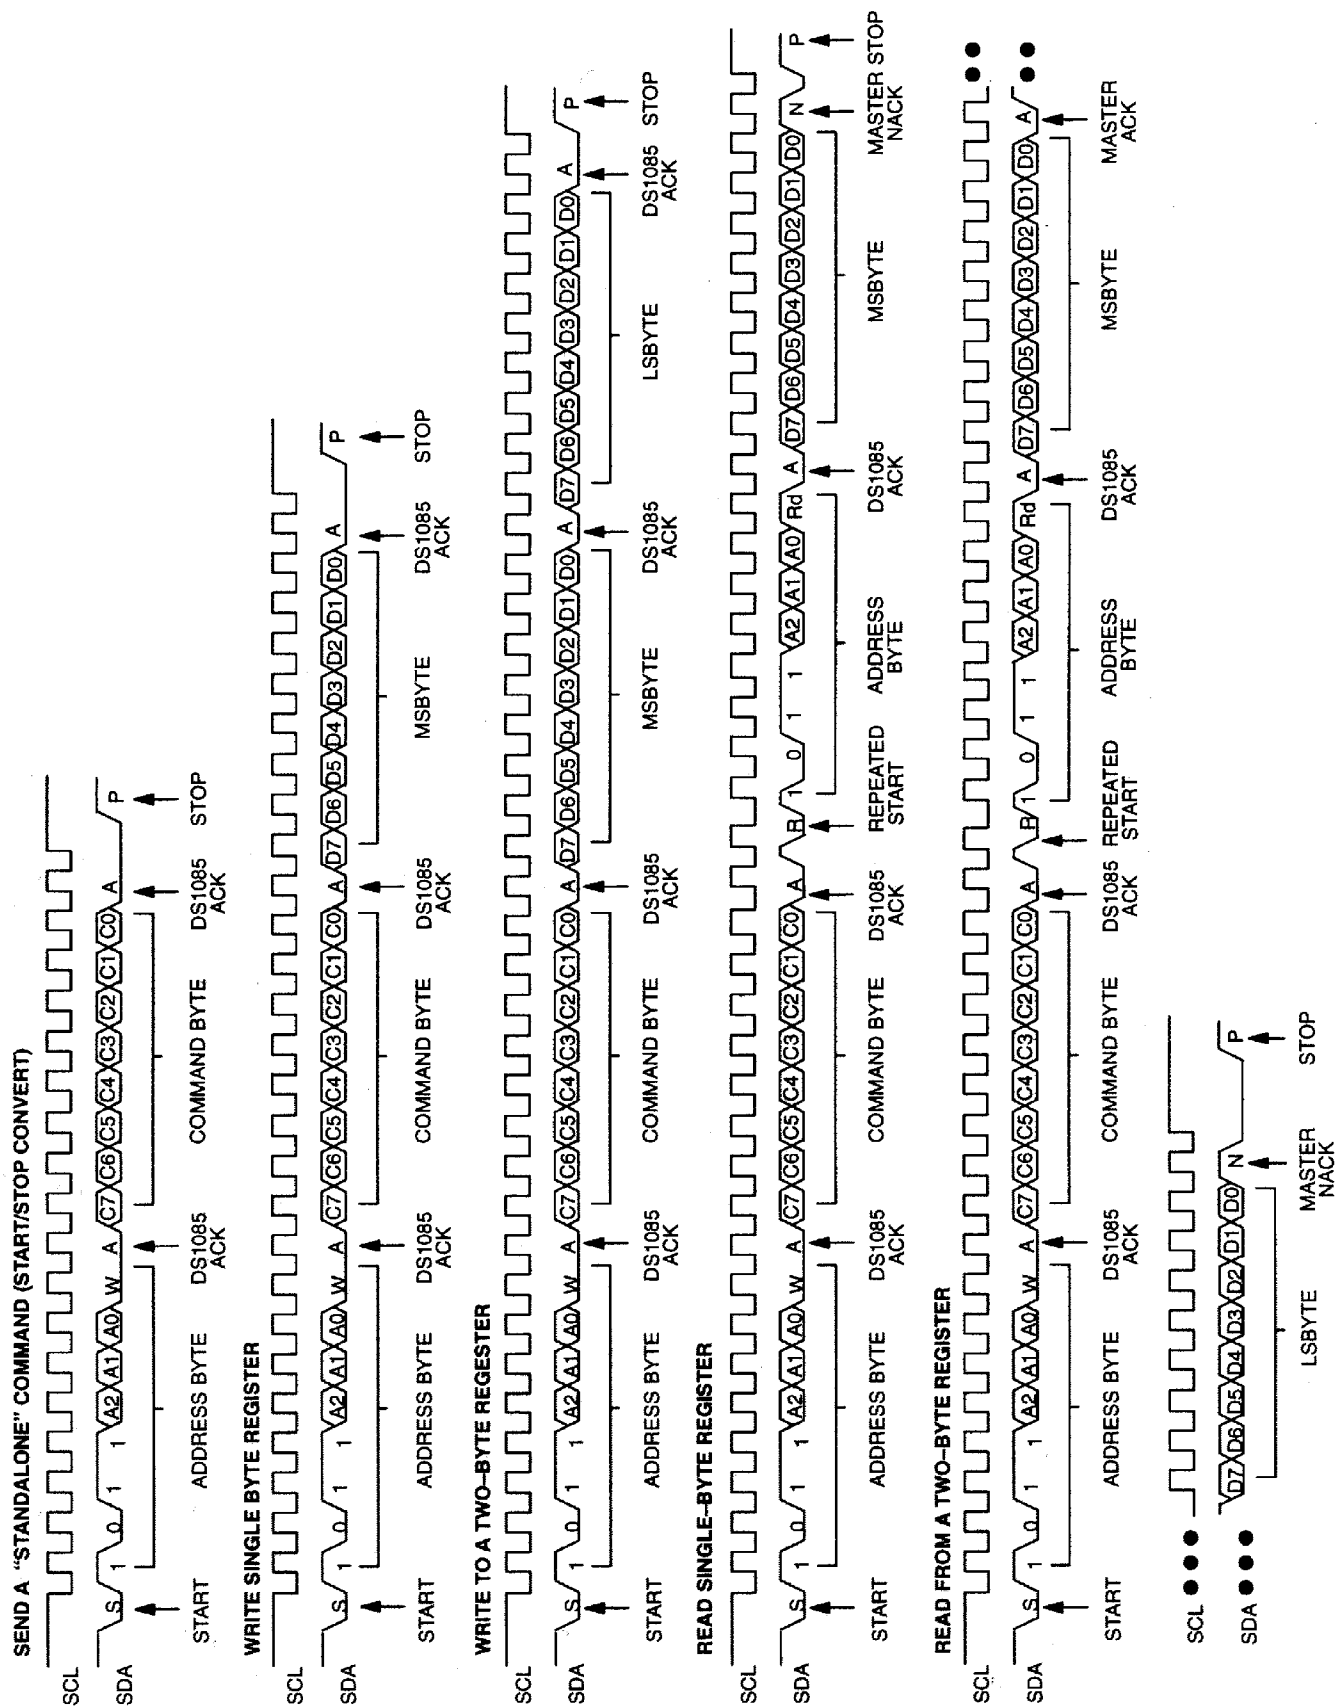 SEND A "STANDALONE" COMMAND (START/STOP CONVERT)
SCL
SDA
S 1 0 1 1 A2 A1 A0 W A C7 C6 C5 C4 C3 C2 C1 C0 A P
START
ADDRESS BYTE
DS1085
ACK
COMMAND BYTE
DS1085
ACK
STOP
WRITE SINGLE BYTE REGISTER
SCL
SDA
S 1 0 1 1 A2 A1 A0 W A C7 C6 C5 C4 C3 C2 C1 C0 A D7 D6 D5 D4 D3 D2 D1 D0 A P
START
ADDRESS BYTE
DS1085
ACK
COMMAND BYTE
DS1085
ACK
MSBYTE
DS1085
ACK
STOP
WRITE TO A TWO–BYTE REGESTER
SCL
SDA
S 1 0 1 1 A2 A1 A0 W A C7 C6 C5 C4 C3 C2 C1 C0 A D7 D6 D5 D4 D3 D2 D1 D0 A D7 D6 D5 D4 D3 D2 D1 D0 A P
START
ADDRESS BYTE
DS1085
ACK
COMMAND BYTE
DS1085
ACK
MSBYTE
DS1085
ACK
LSBYTE
DS1085
ACK
STOP
READ SINGLE–BYTE REGISTER
SCL
SDA
S 1 0 1 1 A2 A1 A0 W A C7 C6 C5 C4 C3 C2 C1 C0 A R 1 0 1 1 A2 A1 A0 Rd A D7 D6 D5 D4 D3 D2 D1 D0 N P
START
ADDRESS BYTE
DS1085
ACK
COMMAND BYTE
DS1085
ACK
REPEATED
START
ADDRESS
BYTE
DS1085
ACK
MSBYTE
MASTER
NACK
STOP
READ FROM A TWO–BYTE REGISTER
SCL
SDA
S 1 0 1 1 A2 A1 A0 W A C7 C6 C5 C4 C3 C2 C1 C0 A R 1 0 1 1 A2 A1 A0 Rd A D7 D6 D5 D4 D3 D2 D1 D0 A
START
ADDRESS BYTE
DS1085
ACK
COMMAND BYTE
DS1085
ACK
REPEATED
START
ADDRESS
BYTE
DS1085
ACK
MSBYTE
MASTER
ACK
SCL
SDA
D7 D6 D5 D4 D3 D2 D1 D0 N P
LSBYTE
MASTER
NACK
STOP